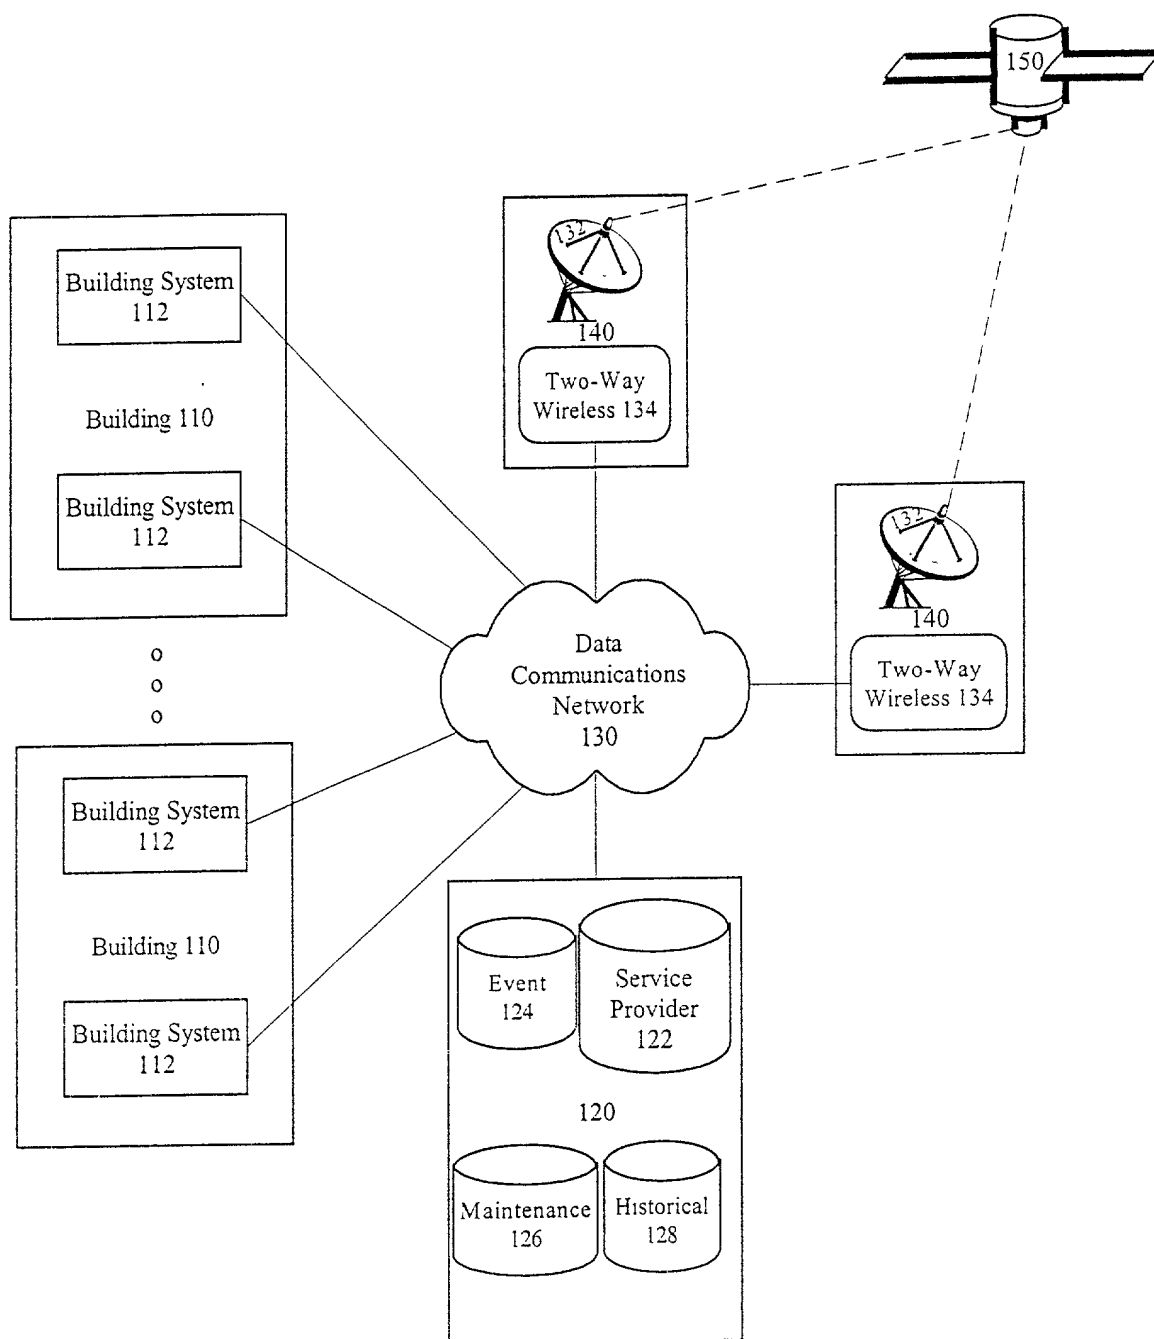 150
132
140
Two-Way
Wireless 134
Building System
112
Building 110
Building System
112
132
140
Two-Way
Wireless 134
Data
Communications
Network
130
Building System
112
Building 110
Building System
112
Event
124
Service
Provider
122
120
Maintenance
126
Historical
128